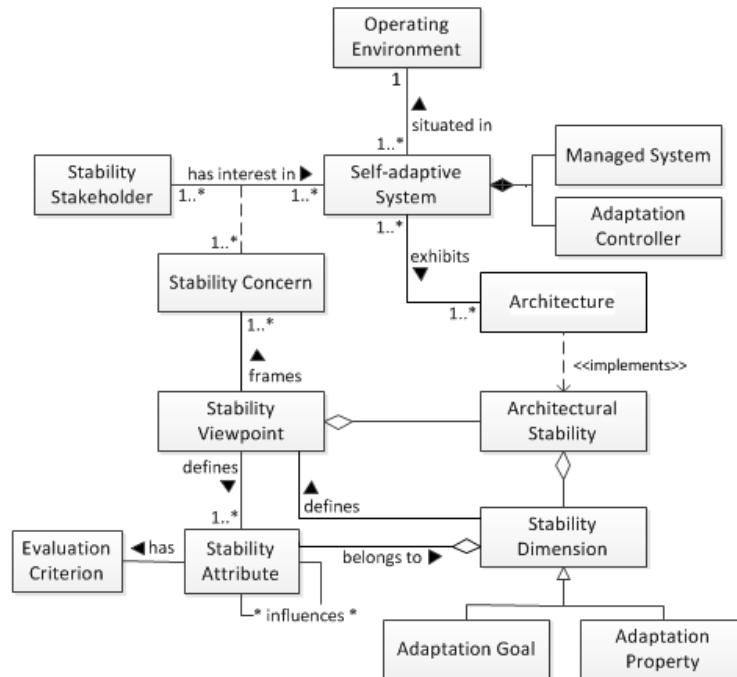 Operating
Environment
1
situated in
1..*
Stability
Stakeholder
has interest in
1..*
1..*
Self-adaptive
System
Managed System
Adaptation
Controller
1..*
1..*
exhibits
Stability Concern
1..*
Architecture
1..*
<<implements>>
frames
Stability
Viewpoint
Architectural
Stability
defines
defines
1..*
Stability
Dimension
Evaluation
Criterion
has
Stability
Attribute
belongs to
* influences *
Adaptation Goal
Adaptation
Property